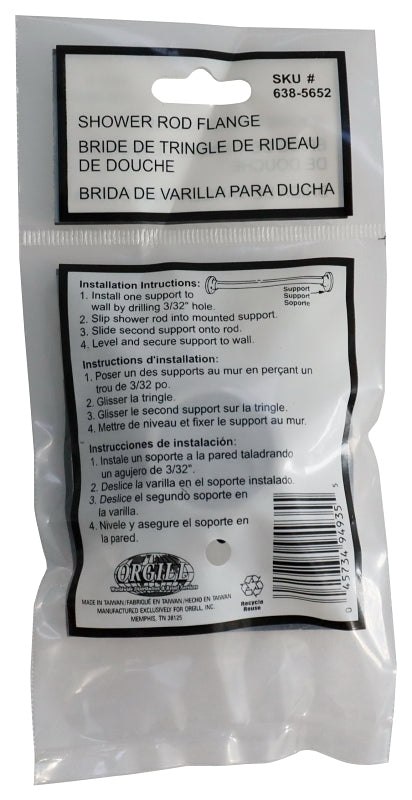 SKU #
638-5652
SHOWER ROD FLANGE
BRIDE DE TRINGLE DE RIDEAU
DE DOUCHE
BRIDA DE VARILLA PARA DUCHA
Installation Intructions:
1. Install one support to
wall by drilling 3/32" hole.
2. Slip shower rod into mounted support.
3. Slide second support onto rod.
4. Level and secure support to wall.
Support
Support
Soporte
Instructions d'installation:
1. Poser un des supports au mur en perçant un
trou de 3/32 po.
2. Glisser la tringle.
3. Glisser le second support sur la tringle.
4. Mettre de niveau et fixer le support au mur.
Instrucciones de instalación:
1. Instale un soporte a la pared taladrando
un agujero de 3/32".
2. Deslice la varilla en el soporte instalado.
3. Deslice el segundo soporte en
la varilla.
4. Nivele y asegure el soporte en
la pared.
ORGILL
Worldwide Distribution & Retail Services
MADE IN TAIWAN/FABRIQUÉ EN TAIWAN/HECHO EN TAIWAN
MANUFACTURED EXCLUSIVELY FOR ORGILL, INC.
MEMPHIS, TN 38125
Recycle
Reuse
0 45734 94935 5